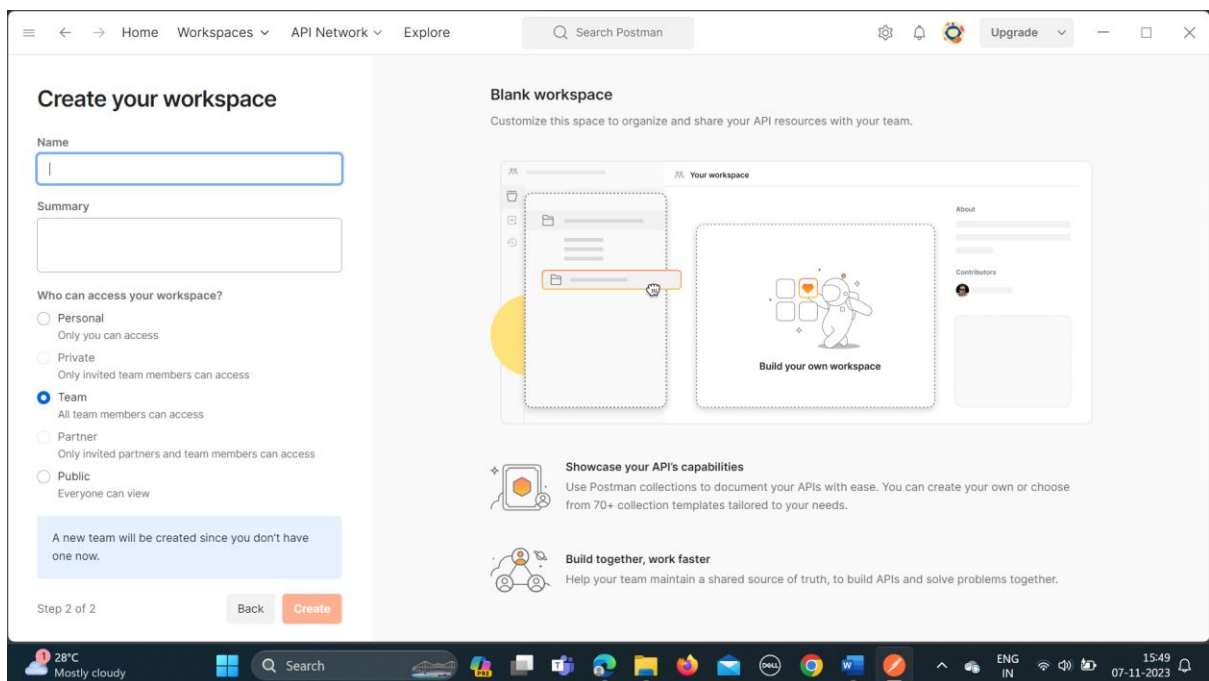 Home Workspaces API Network Explore Search Postman Upgrade
Create your workspace
Name
Summary
Who can access your workspace?
Personal
Only you can access
Private
Only invited team members can access
Team
All team members can access
Partner
Only invited partners and team members can access
Public
Everyone can view
A new team will be created since you don't have
one now.
Step 2 of 2 Back Create
Blank workspace
Customize this space to organize and share your API resources with your team.
Your workspace
About
Contributors
Build your own workspace
Showcase your API's capabilities
Use Postman collections to document your APIs with ease. You can create your own or choose
from 70+ collection templates tailored to your needs.
Build together, work faster
Help your team maintain a shared source of truth, to build APIs and solve problems together.
1
28°C
Mostly cloudy
Search
PRE
DELL
W
ENG
IN
15:49
07-11-2023